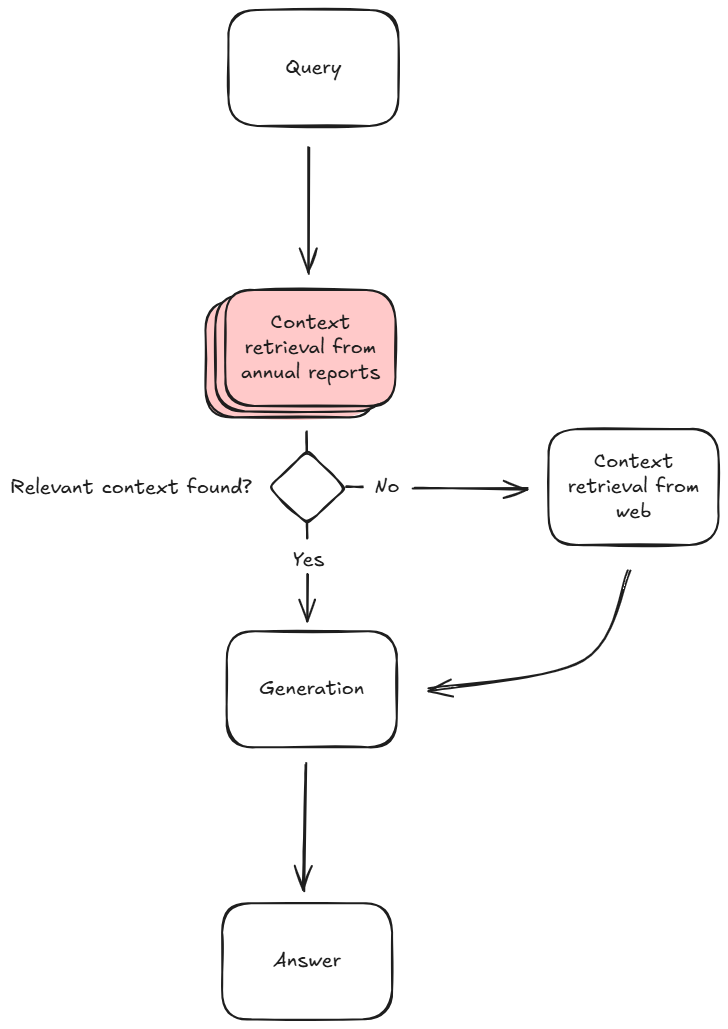 Query
Context
retrieval from
annual reports
Relevant context found?
No
Context
retrieval from
web
Yes
Generation
Answer